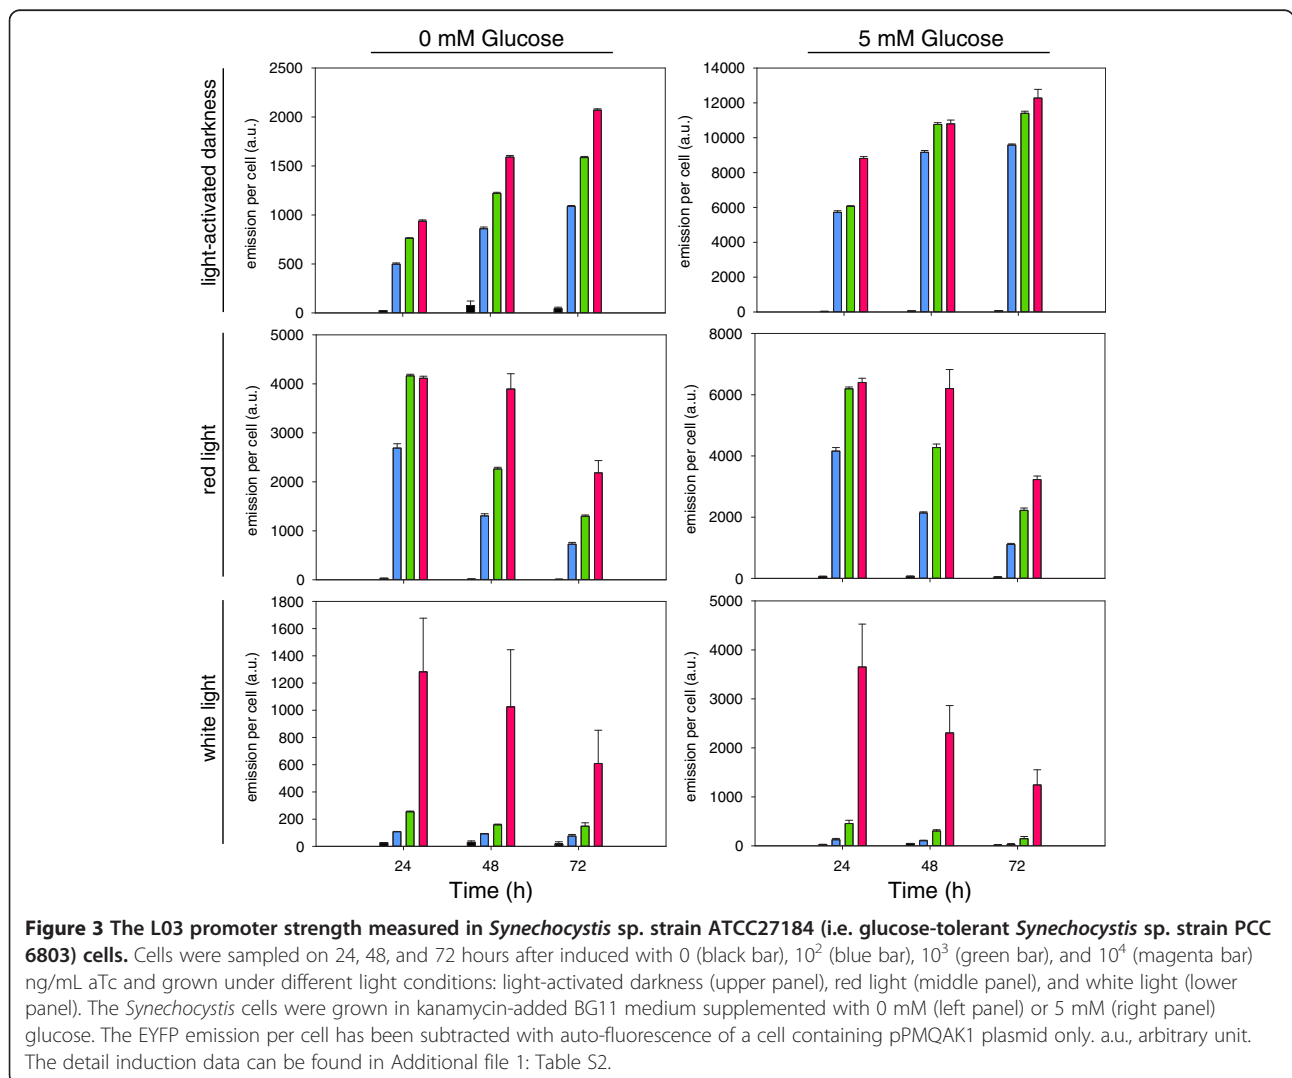 0 mM Glucose
5 mM Glucose
light-activated darkness
emission per cell (a.u.)
2500
2000
1500
1000
500
0
emission per cell (a.u.)
14000
12000
10000
8000
6000
4000
2000
0
red light
emission per cell (a.u.)
5000
4000
3000
2000
1000
0
emission per cell (a.u.)
8000
6000
4000
2000
0
white light
emission per cell (a.u.)
1800
1600
1400
1200
1000
800
600
400
200
0
24 48 72
Time (h)
emission per cell (a.u.)
5000
4000
3000
2000
1000
0
24 48 72
Time (h)
Figure 3 The L03 promoter strength measured in Synechocystis sp. strain ATCC27184 (i.e. glucose-tolerant Synechocystis sp. strain PCC
6803) cells. Cells were sampled on 24, 48, and 72 hours after induced with 0 (black bar), 10² (blue bar), 10³ (green bar), and 10⁴ (magenta bar)
ng/mL aTc and grown under different light conditions: light-activated darkness (upper panel), red light (middle panel), and white light (lower
panel). The Synechocystis cells were grown in kanamycin-added BG11 medium supplemented with 0 mM (left panel) or 5 mM (right panel)
glucose. The EYFP emission per cell has been subtracted with auto-fluorescence of a cell containing pPMQAK1 plasmid only. a.u., arbitrary unit.
The detail induction data can be found in Additional file 1: Table S2.